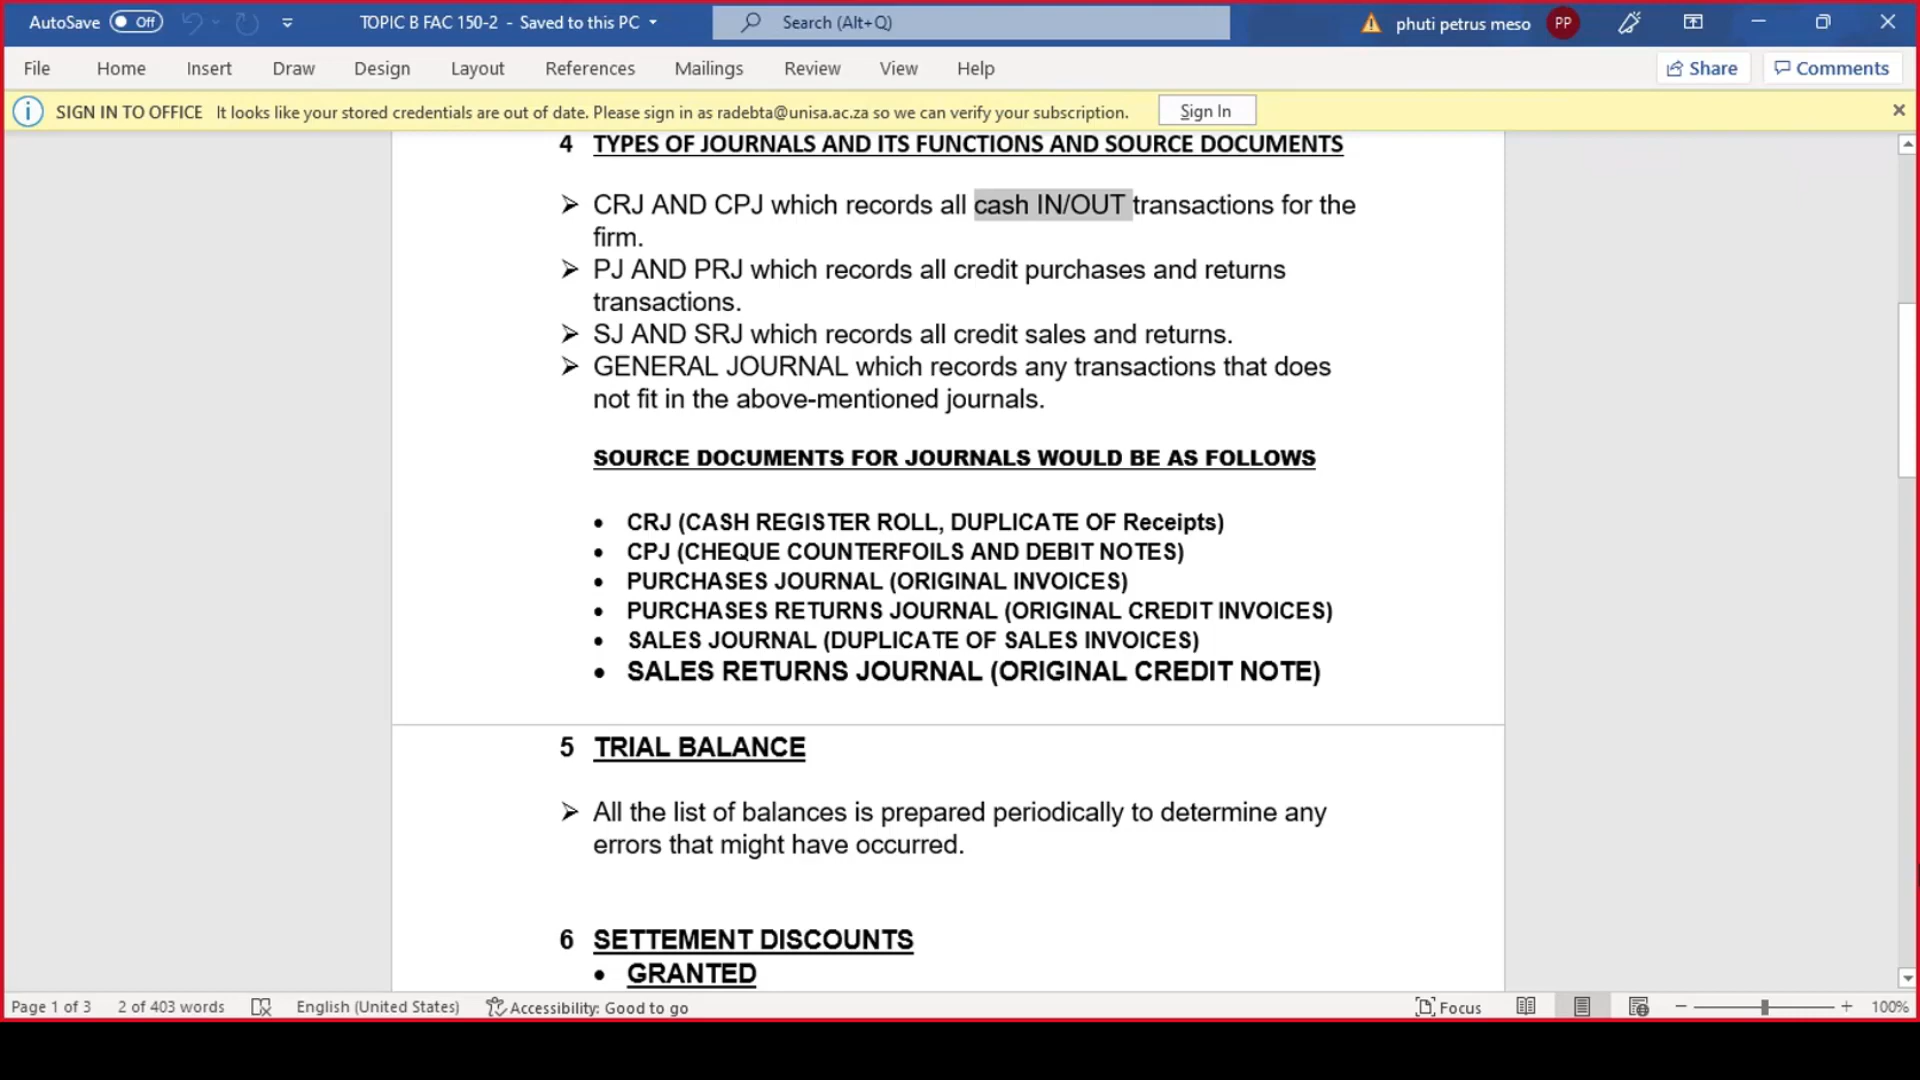 AutoSave Off TOPIC B FAC 150-2 - Saved to this PC Search (Alt+Q) phuti petrus meso PP
File Home Insert Draw Design Layout References Mailings Review View Help Share Comments
SIGN IN TO OFFICE It looks like your stored credentials are out of date. Please sign in as radebta@unisa.ac.za so we can verify your subscription. Sign In
4 TYPES OF JOURNALS AND ITS FUNCTIONS AND SOURCE DOCUMENTS
➢ CRJ AND CPJ which records all cash IN/OUT transactions for the
firm.
➢ PJ AND PRJ which records all credit purchases and returns
transactions.
➢ SJ AND SRJ which records all credit sales and returns.
➢ GENERAL JOURNAL which records any transactions that does
not fit in the above-mentioned journals.
SOURCE DOCUMENTS FOR JOURNALS WOULD BE AS FOLLOWS
• CRJ (CASH REGISTER ROLL, DUPLICATE OF Receipts)
• CPJ (CHEQUE COUNTERFOILS AND DEBIT NOTES)
• PURCHASES JOURNAL (ORIGINAL INVOICES)
• PURCHASES RETURNS JOURNAL (ORIGINAL CREDIT INVOICES)
• SALES JOURNAL (DUPLICATE OF SALES INVOICES)
• SALES RETURNS JOURNAL (ORIGINAL CREDIT NOTE)
5 TRIAL BALANCE
➢ All the list of balances is prepared periodically to determine any
errors that might have occurred.
6 SETTEMENT DISCOUNTS
• GRANTED
Page 1 of 3 2 of 403 words English (United States) Accessibility: Good to go Focus 100%